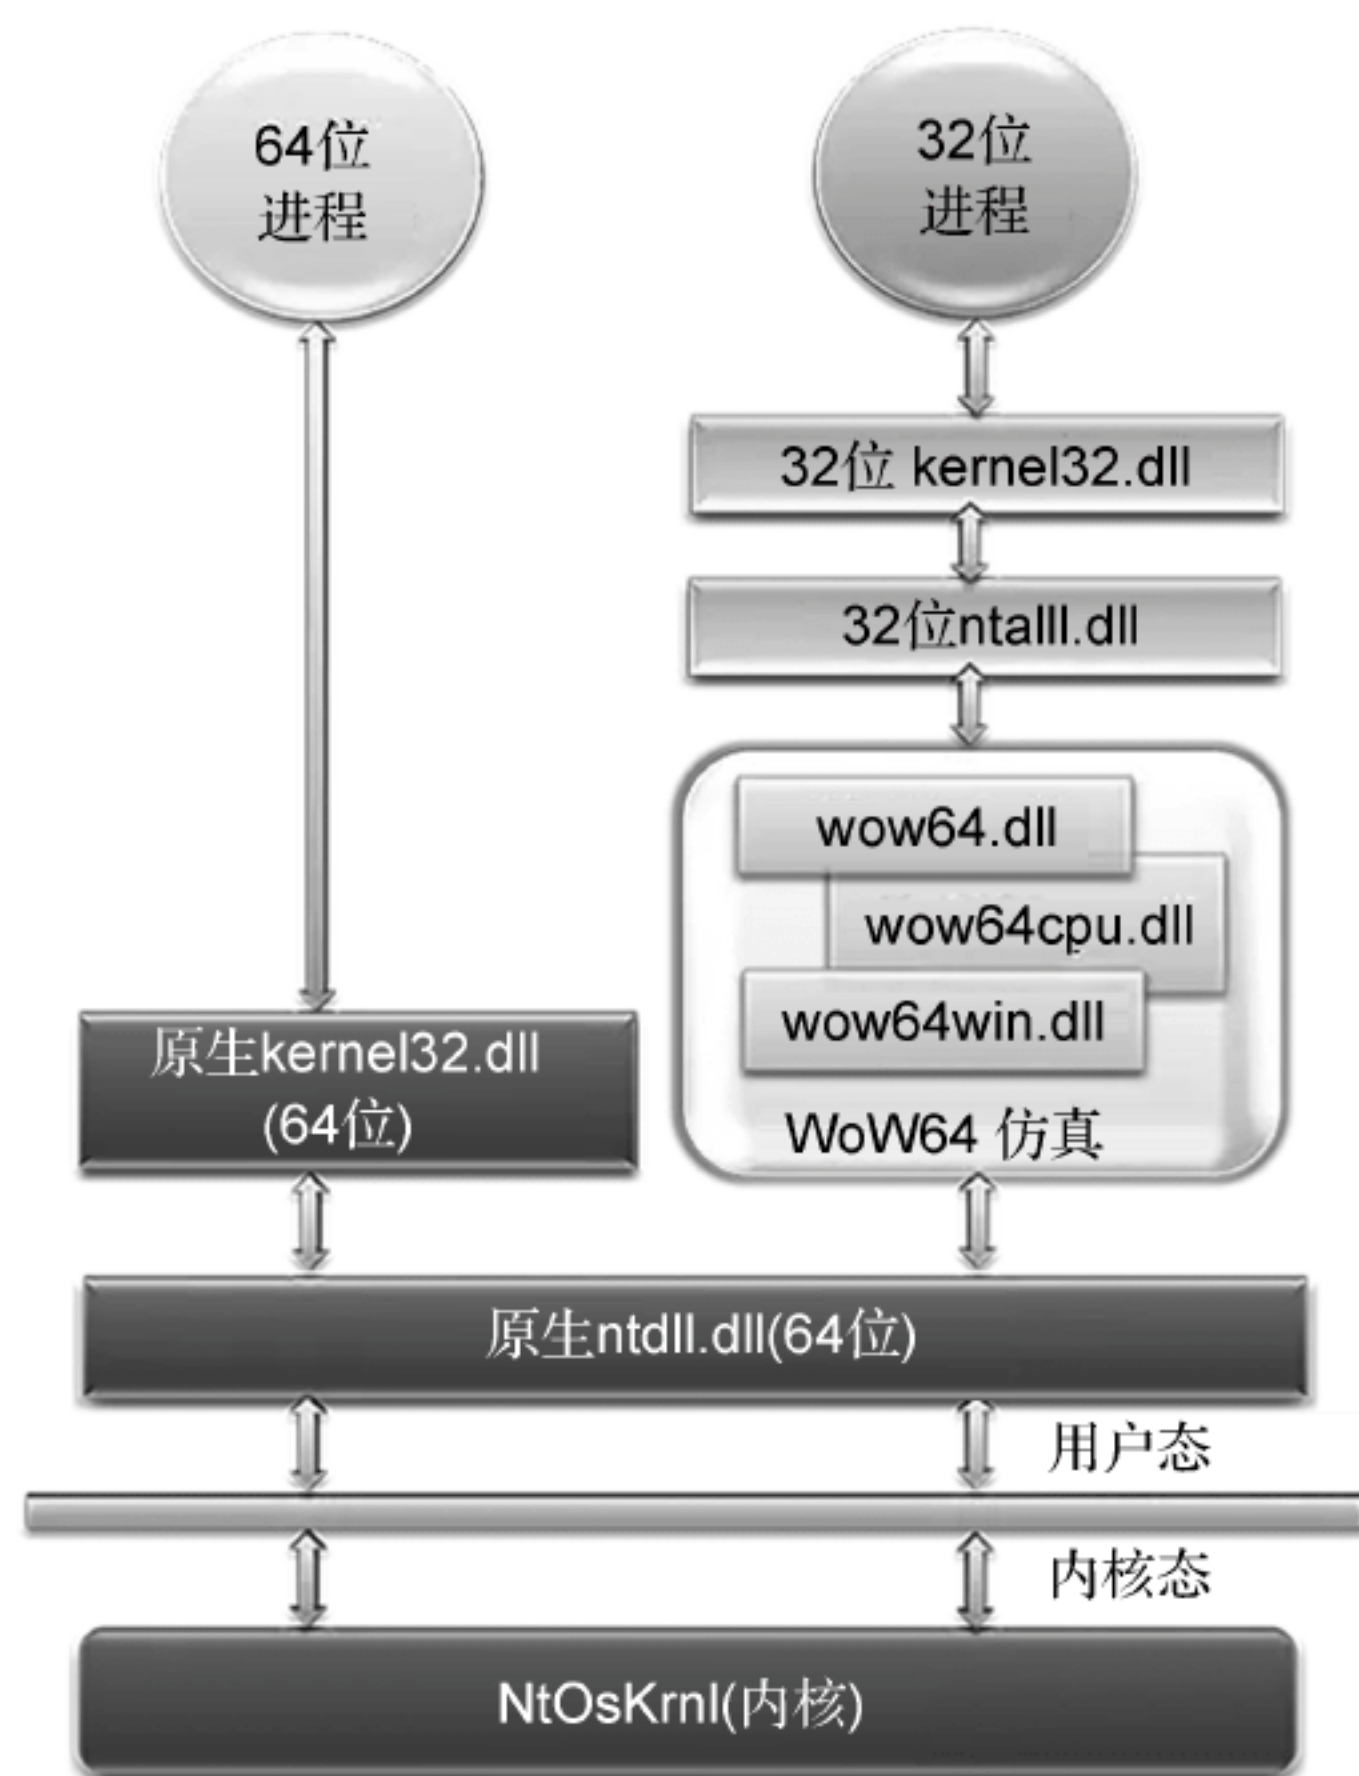 64位
进程
32位
进程
32位 kernel32.dll
32位ntalll.dll
wow64.dll
wow64cpu.dll
wow64win.dll
WoW64 仿真
原生kernel32.dll
(64位)
原生ntdll.dll(64位)
用户态
内核态
NtOsKrnl(内核)